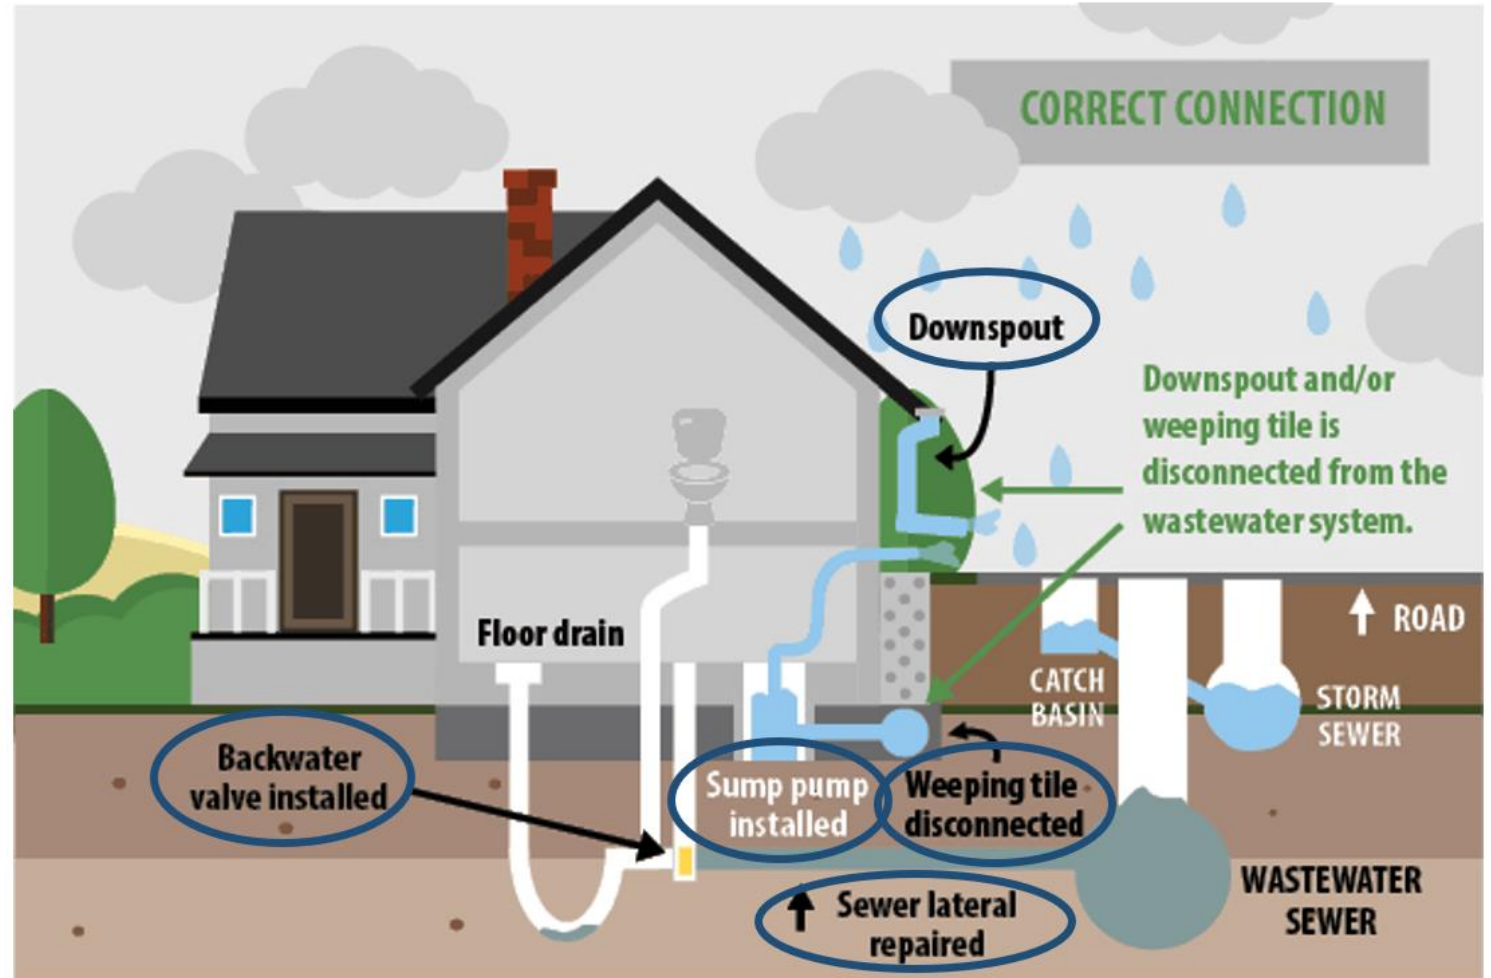 CORRECT CONNECTION
Downspout
Downspout and/or
weeping tile is
disconnected from the
wastewater system.
Floor drain
ROAD
CATCH
BASIN
STORM
SEWER
Backwater
valve installed
Sump pump
installed
Weeping tile
disconnected
Sewer lateral
repaired
WASTEWATER
SEWER